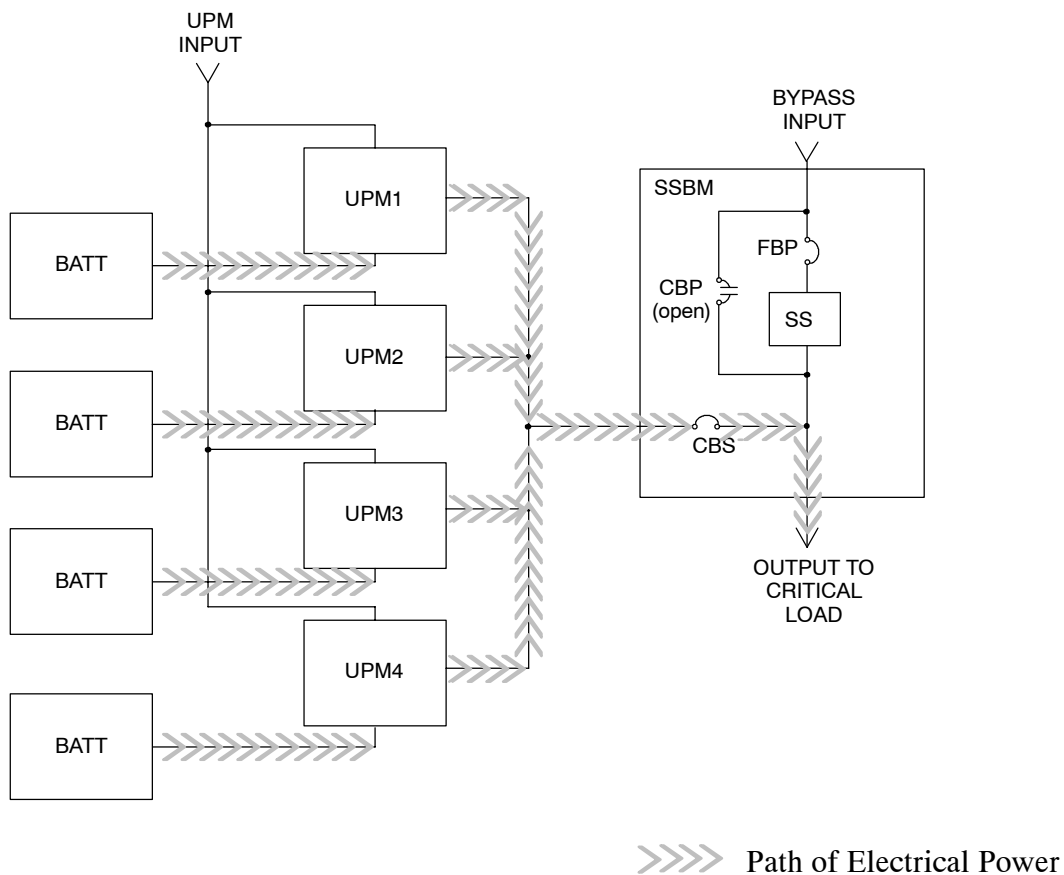 UPM
INPUT
BYPASS
INPUT
SSBM
UPM1
FBP
BATT
CBP
(open)
SS
UPM2
BATT
CBS
UPM3
BATT
OUTPUT TO
CRITICAL
LOAD
UPM4
BATT
Path of Electrical Power